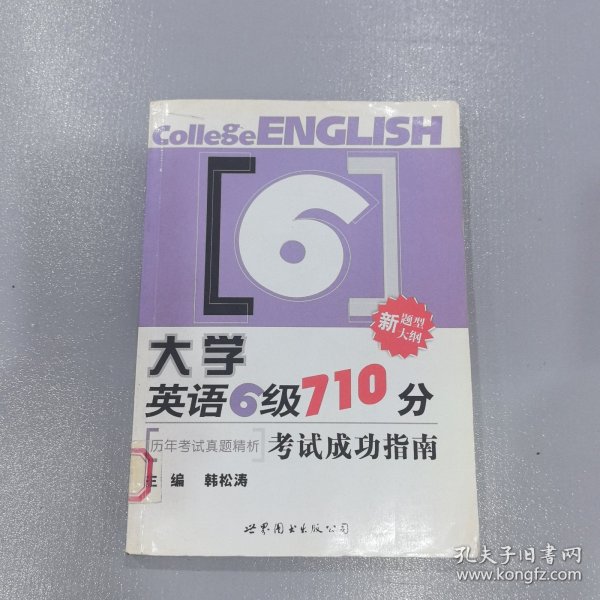 College ENGLISH
[6]
新题型
大纲
大学
英语6级710分
[历年考试真题精析]
考试成功指南
主编 韩松涛
世界图书出版公司
孔夫子旧书网
www.kongfz.com